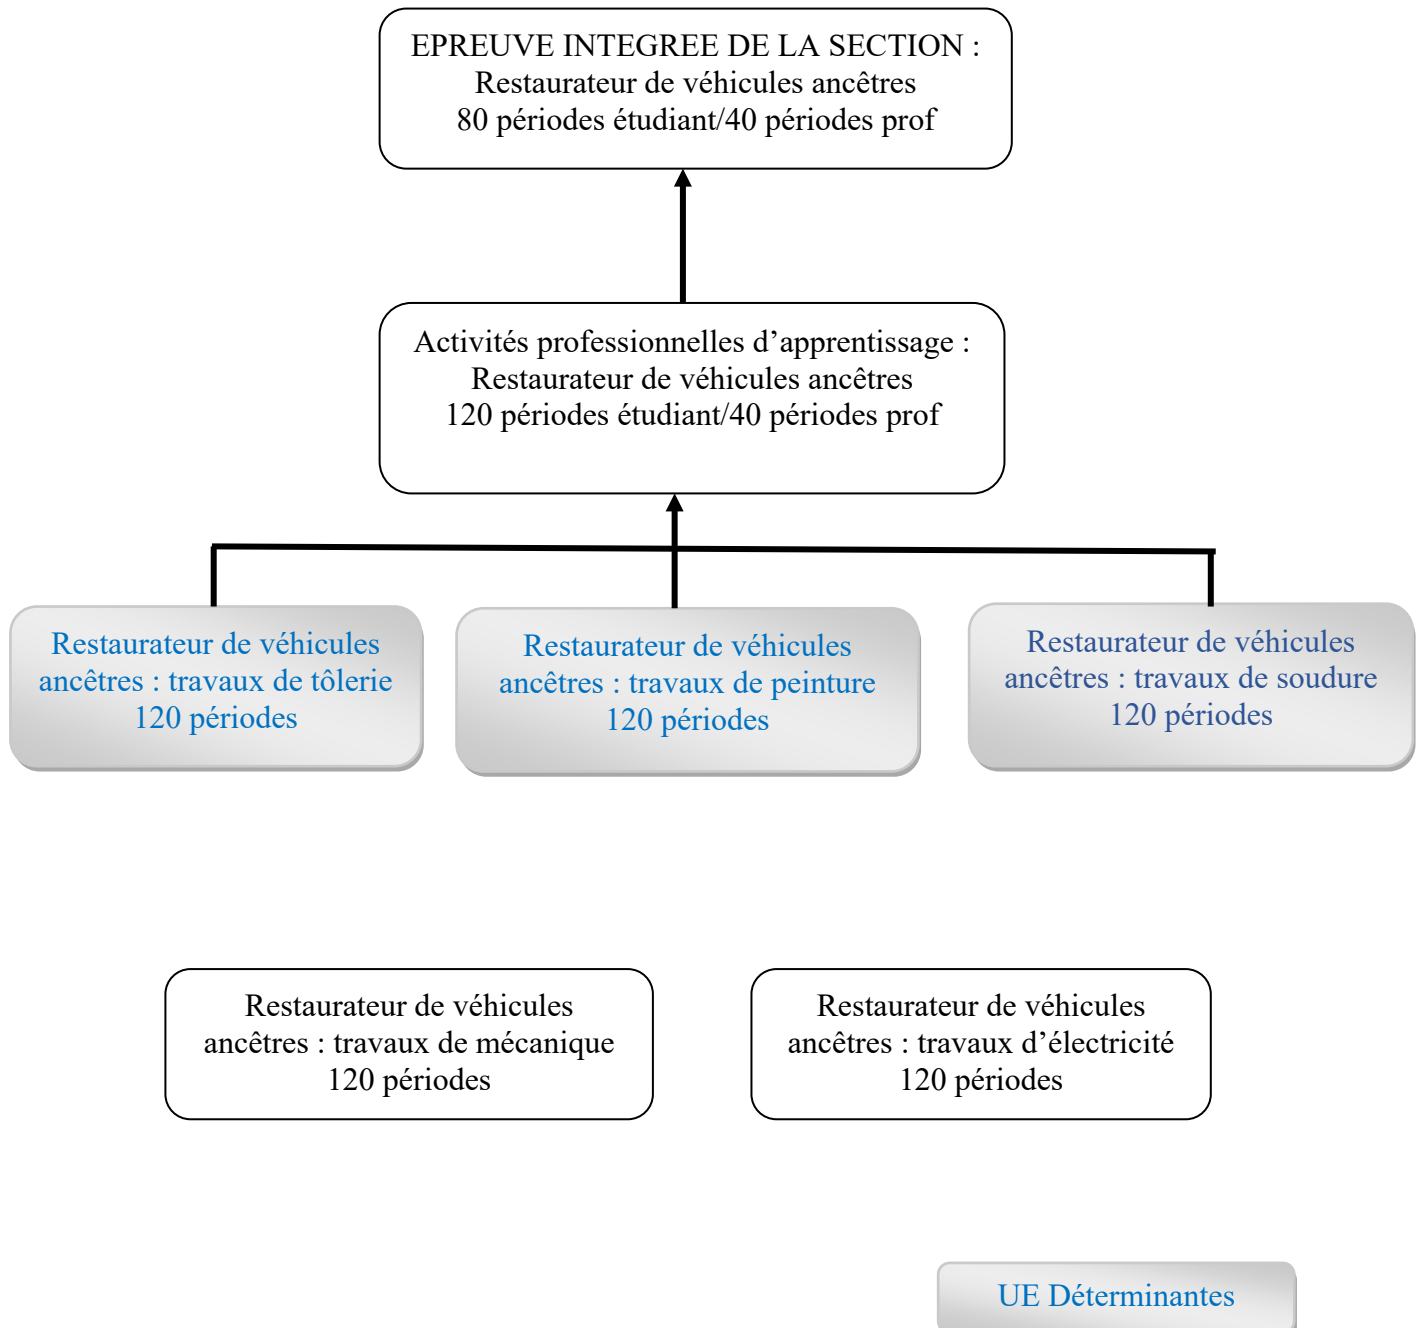 EPREUVE INTEGREE DE LA SECTION :
Restaurateur de véhicules ancêtres
80 périodes étudiant/40 périodes prof
Activités professionnelles d’apprentissage :
Restaurateur de véhicules ancêtres
120 périodes étudiant/40 périodes prof
Restaurateur de véhicules
ancêtres : travaux de tôlerie
120 périodes
Restaurateur de véhicules
ancêtres : travaux de peinture
120 périodes
Restaurateur de véhicules
ancêtres : travaux de soudure
120 périodes
Restaurateur de véhicules
ancêtres : travaux de mécanique
120 périodes
Restaurateur de véhicules
ancêtres : travaux d’électricité
120 périodes
UE Déterminantes